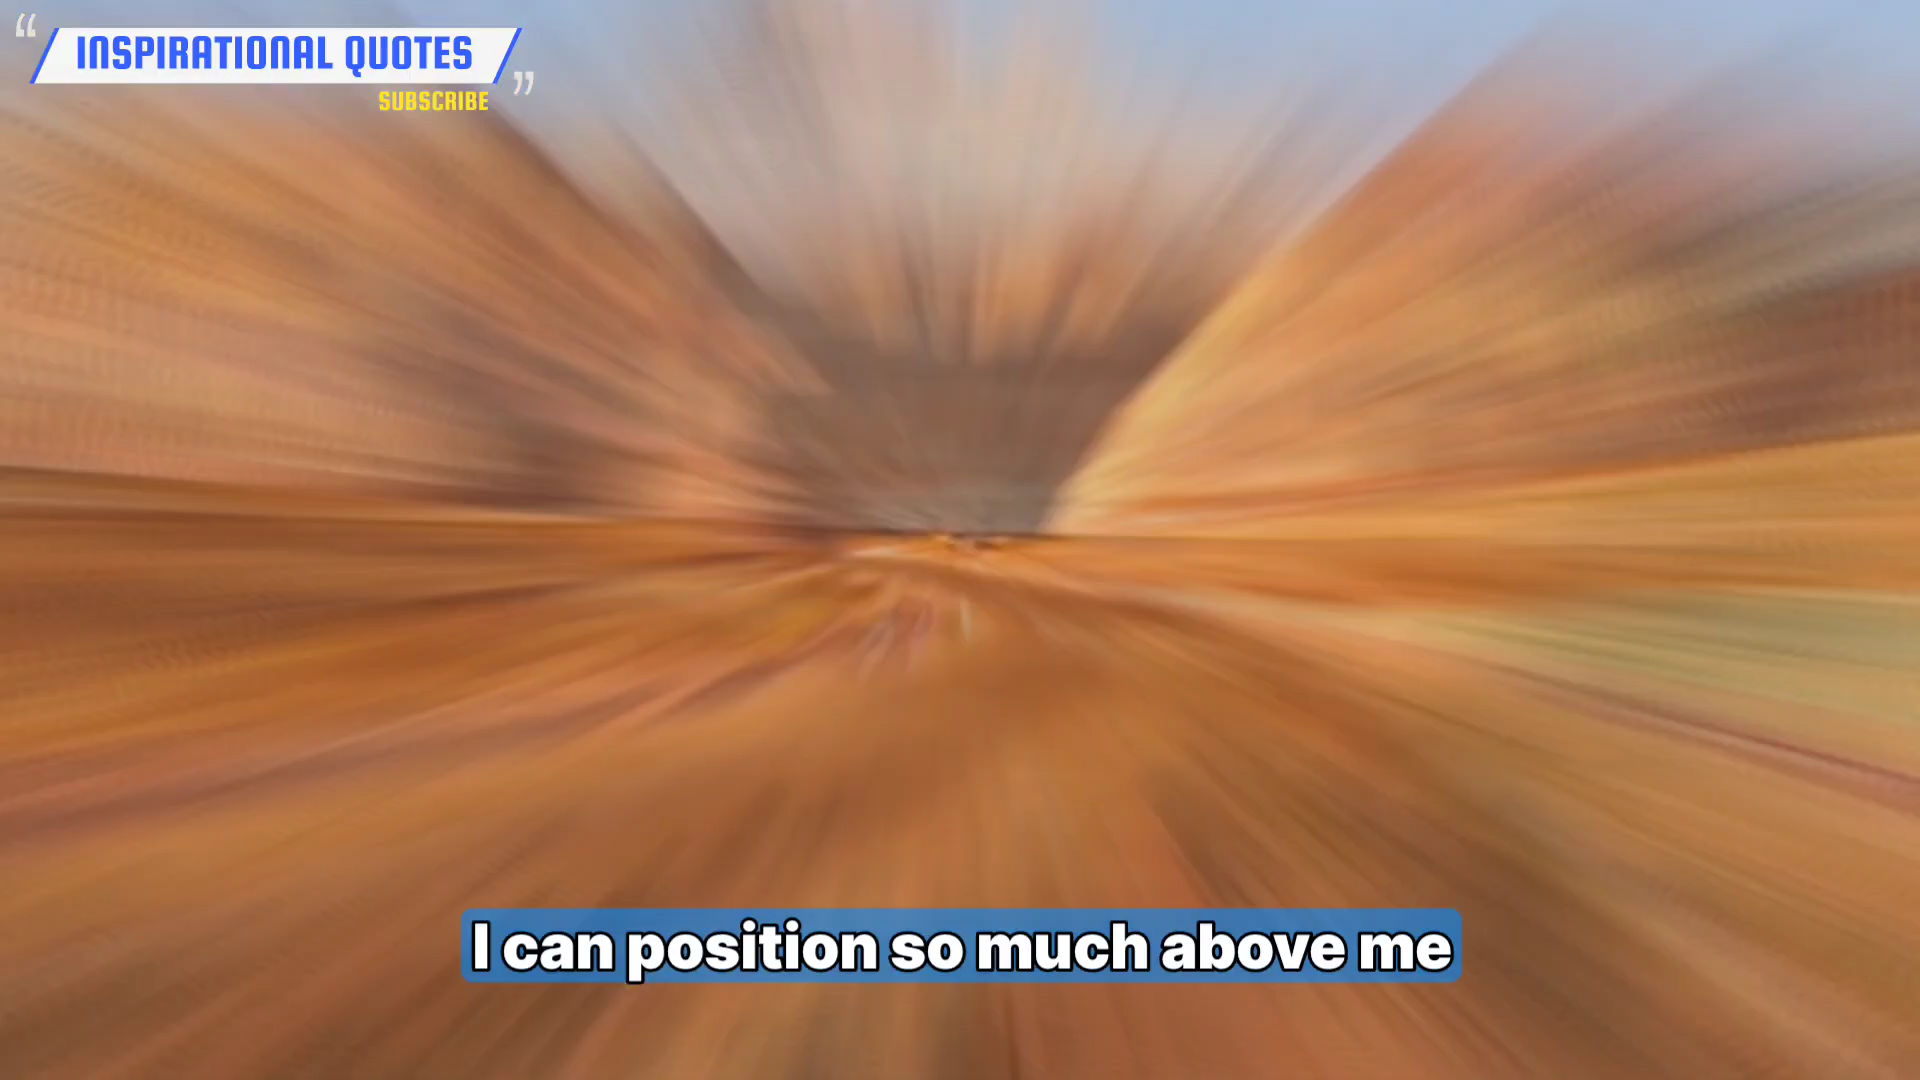 “ INSPIRATIONAL QUOTES ”
SUBSCRIBE
I can position so much above me